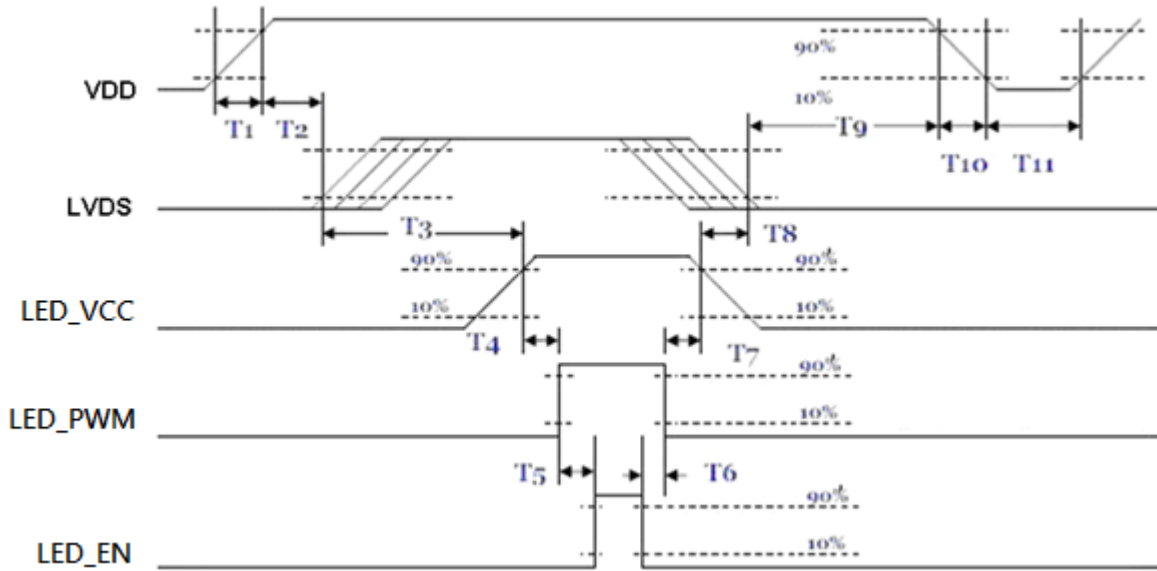 90%
VDD
10%
T1 T2 T9
T10 T11
LVDS
T3 T8
90% 90%
LED_VCC 10% 10%
T4 T7
90%
LED_PWM 10%
T5 T6
90%
LED_EN 10%